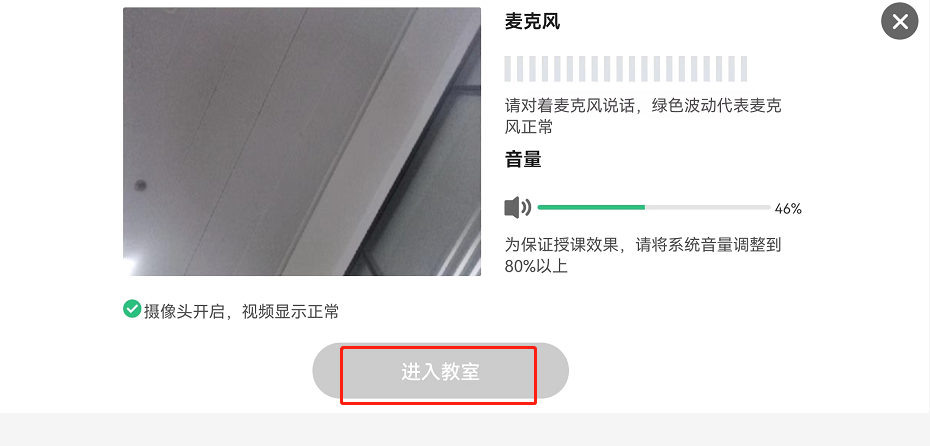 麦克风
请对着麦克风说话，绿色波动代表麦克
风正常
音量
46%
为保证授课效果，请将系统音量调整到
80%以上
摄像头开启，视频显示正常
进入教室